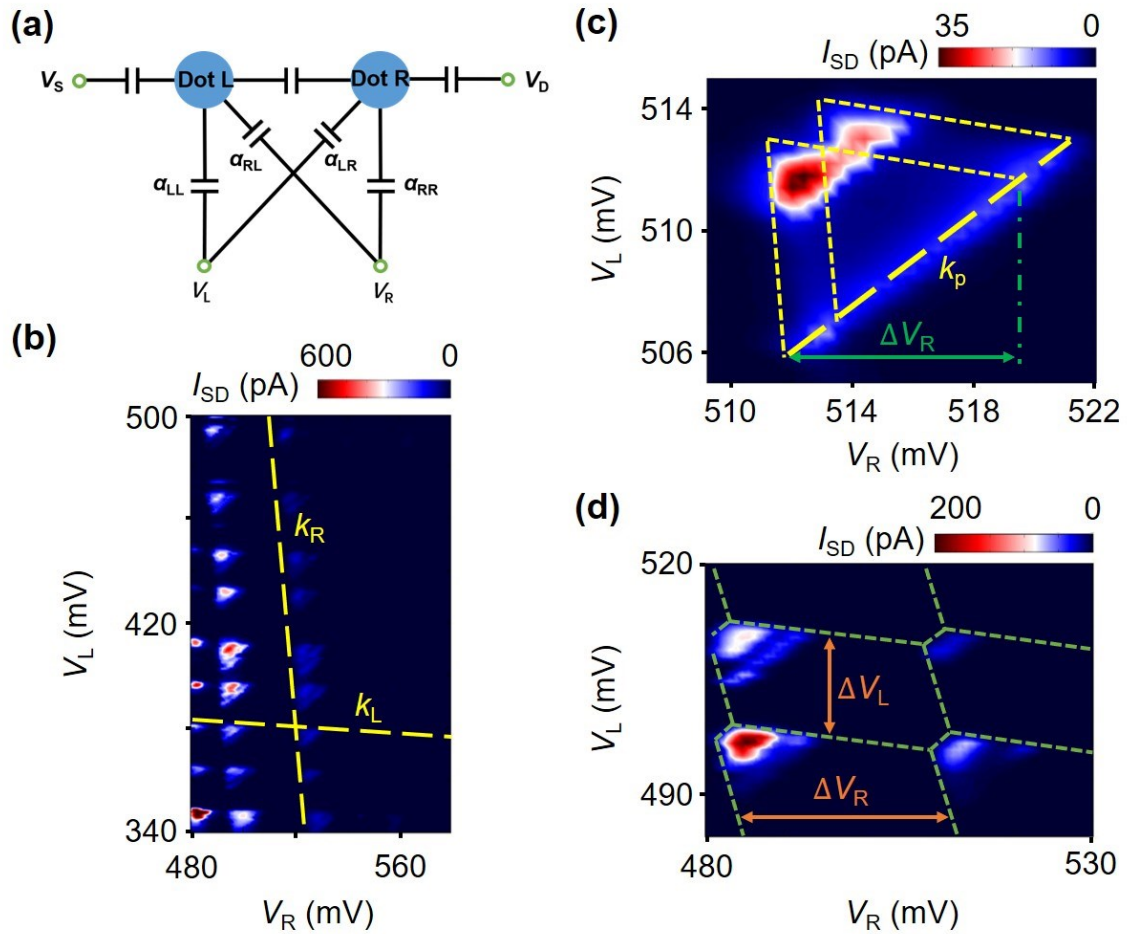 (a)
V_S
Dot L
Dot R
V_D
α_RL
α_LR
α_LL
α_RR
V_L
V_R
(b)
600
0
I_SD (pA)
500
420
340
V_L (mV)
k_R
k_L
480
560
V_R (mV)
(c)
35
0
I_SD (pA)
514
510
506
V_L (mV)
k_p
ΔV_R
510
514
518
522
V_R (mV)
(d)
200
0
I_SD (pA)
520
490
V_L (mV)
ΔV_L
ΔV_R
480
530
V_R (mV)